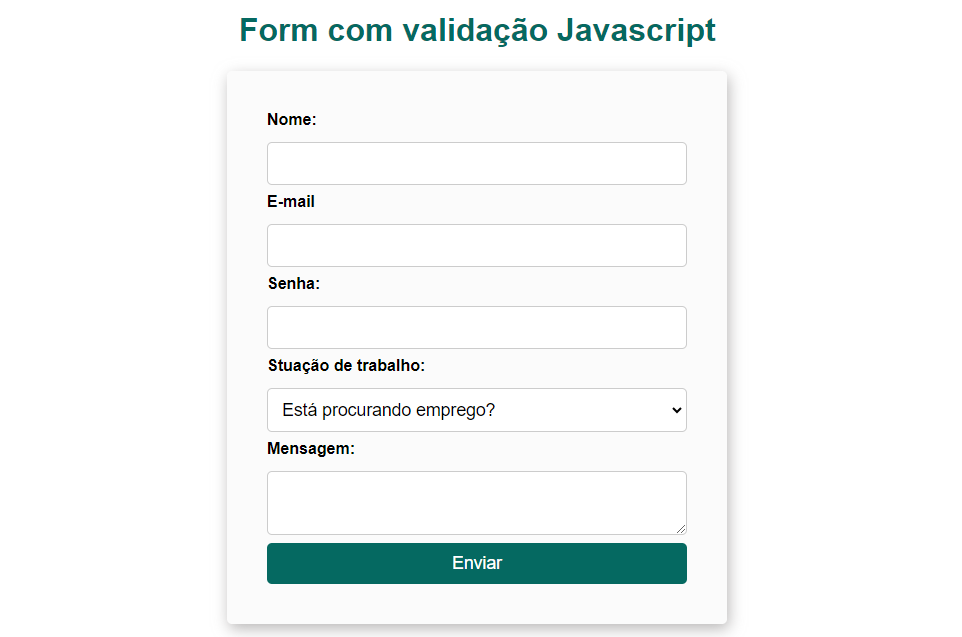 Form com validação Javascript
Nome:
E-mail
Senha:
Stuação de trabalho:
Está procurando emprego?
Mensagem:
Enviar